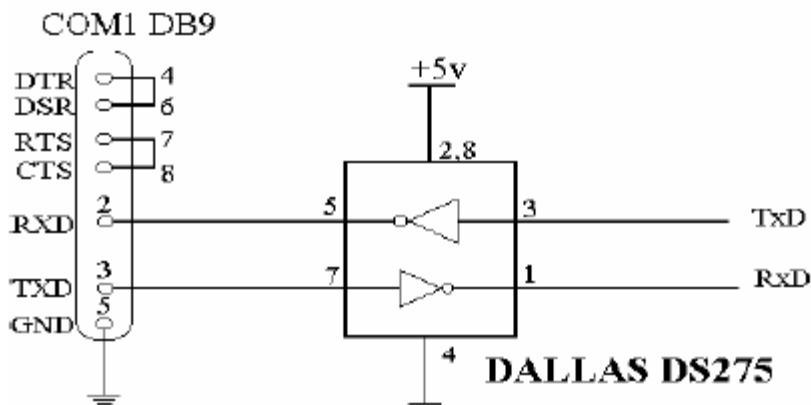 COM1 DB9
DTR 4
DSR 6
RTS 7
CTS 8
+5v
2,8
RXD 2 5 3 TxD
TXD 3 7 1 RxD
GND 5
4
DALLAS DS275